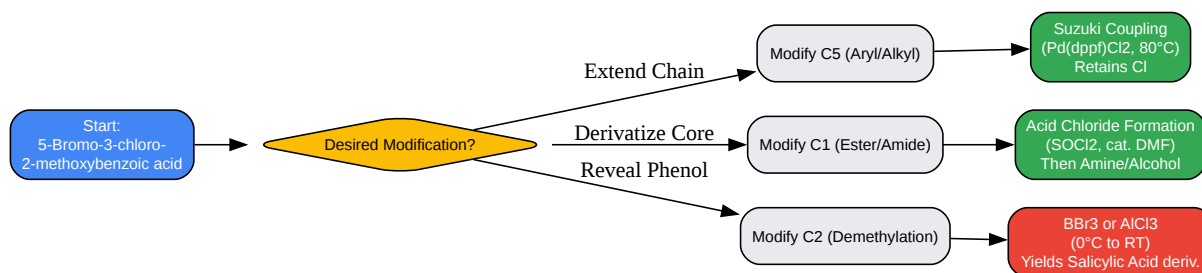 Start:
5-Bromo-3-chloro-
2-methoxybenzoic acid
Desired Modification?
Extend Chain
Modify C5 (Aryl/Alkyl)
Suzuki Coupling
(Pd(dppf)Cl2, 80°C)
Retains Cl
Derivatize Core
Modify C1 (Ester/Amide)
Acid Chloride Formation
(SOCl2, cat. DMF)
Then Amine/Alcohol
Reveal Phenol
Modify C2 (Demethylation)
BBr3 or AlCl3
(0°C to RT)
Yields Salicylic Acid deriv.